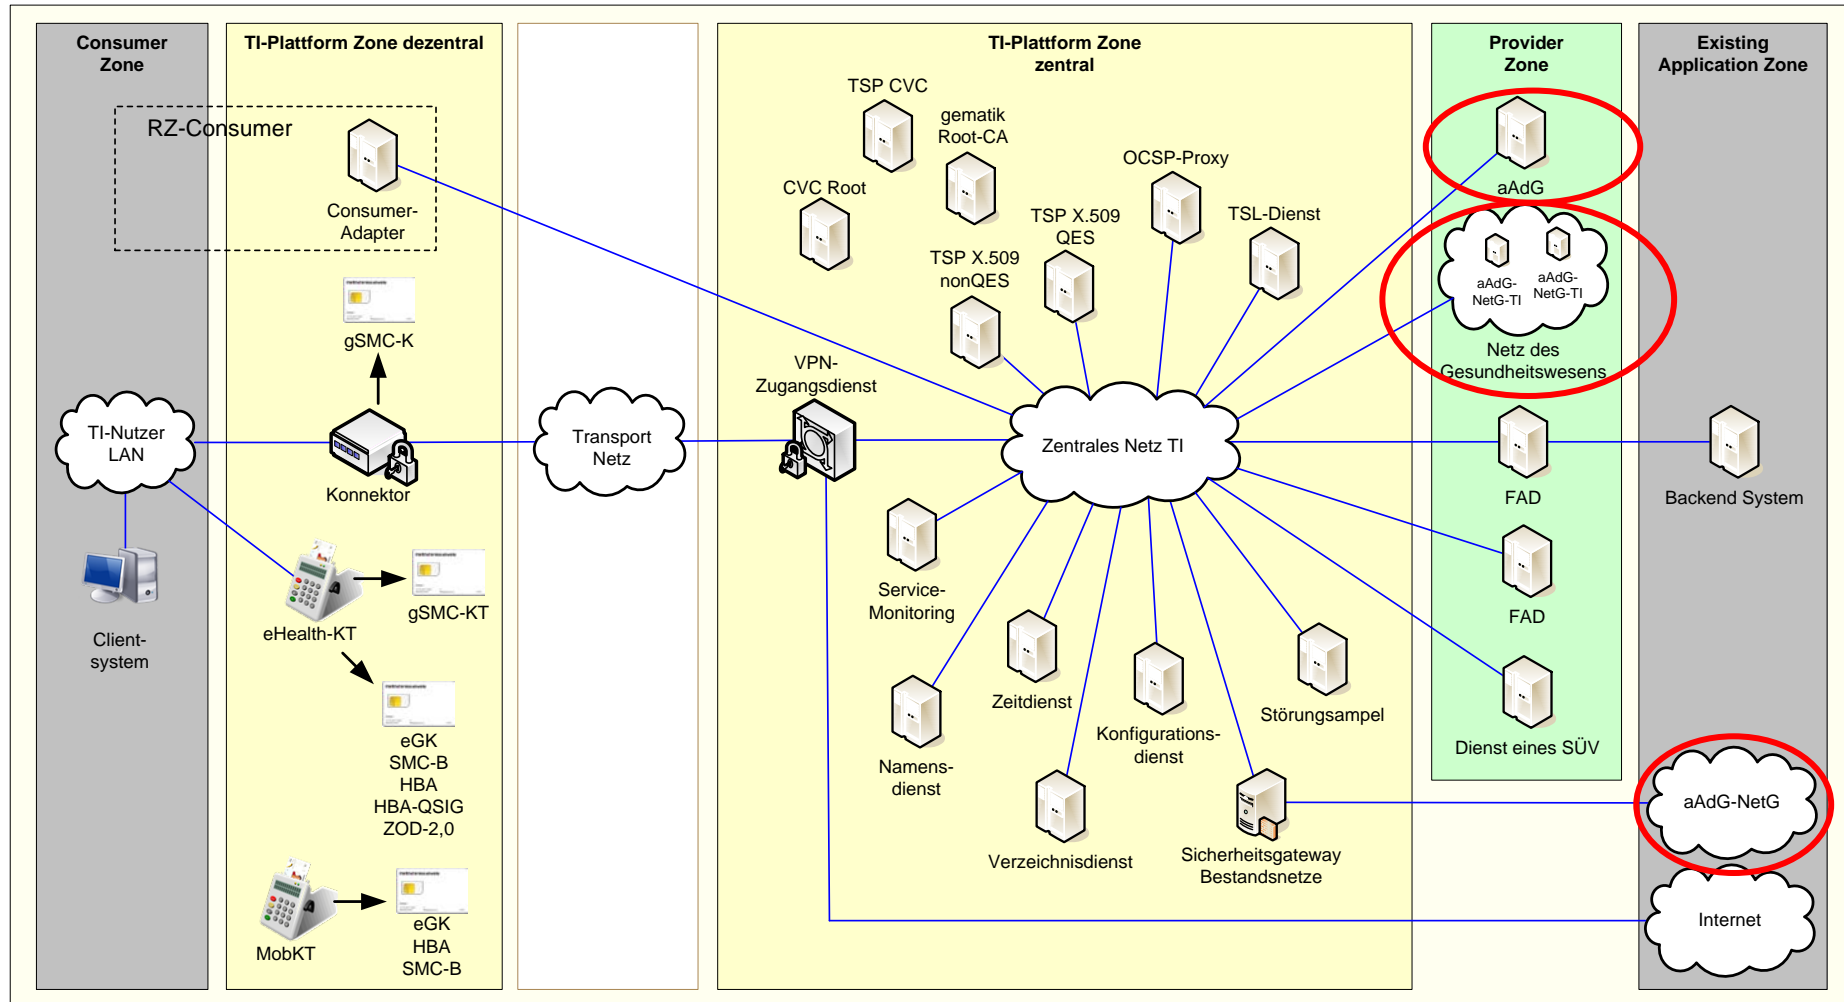 Consumer
Zone
TI-Plattform Zone dezentral
TI-Plattform Zone
zentral
Provider
Zone
Existing
Application Zone
RZ-Consumer
Consumer-
Adapter
gSMC-K
Konnektor
TI-Nutzer
LAN
Client-
system
eHealth-KT
gSMC-KT
eGK
SMC-B
HBA
HBA-QSIG
ZOD-2,0
MobKT
eGK
HBA
SMC-B
Transport
Netz
VPN-
Zugangsdienst
TSP CVC
gematik
Root-CA
CVC Root
OCSP-Proxy
TSP X.509
QES
TSL-Dienst
TSP X.509
nonQES
Zentrales Netz TI
Service-
Monitoring
Namens-
dienst
Zeitdienst
Verzeichnisdienst
Konfigurations-
dienst
Sicherheitsgateway
Bestandsnetze
Störungsampel
aAdG
aAdG-
NetG-TI
aAdG-
NetG-TI
Netz des
Gesundheitswesens
FAD
FAD
Dienst eines SÜV
Backend System
aAdG-NetG
Internet